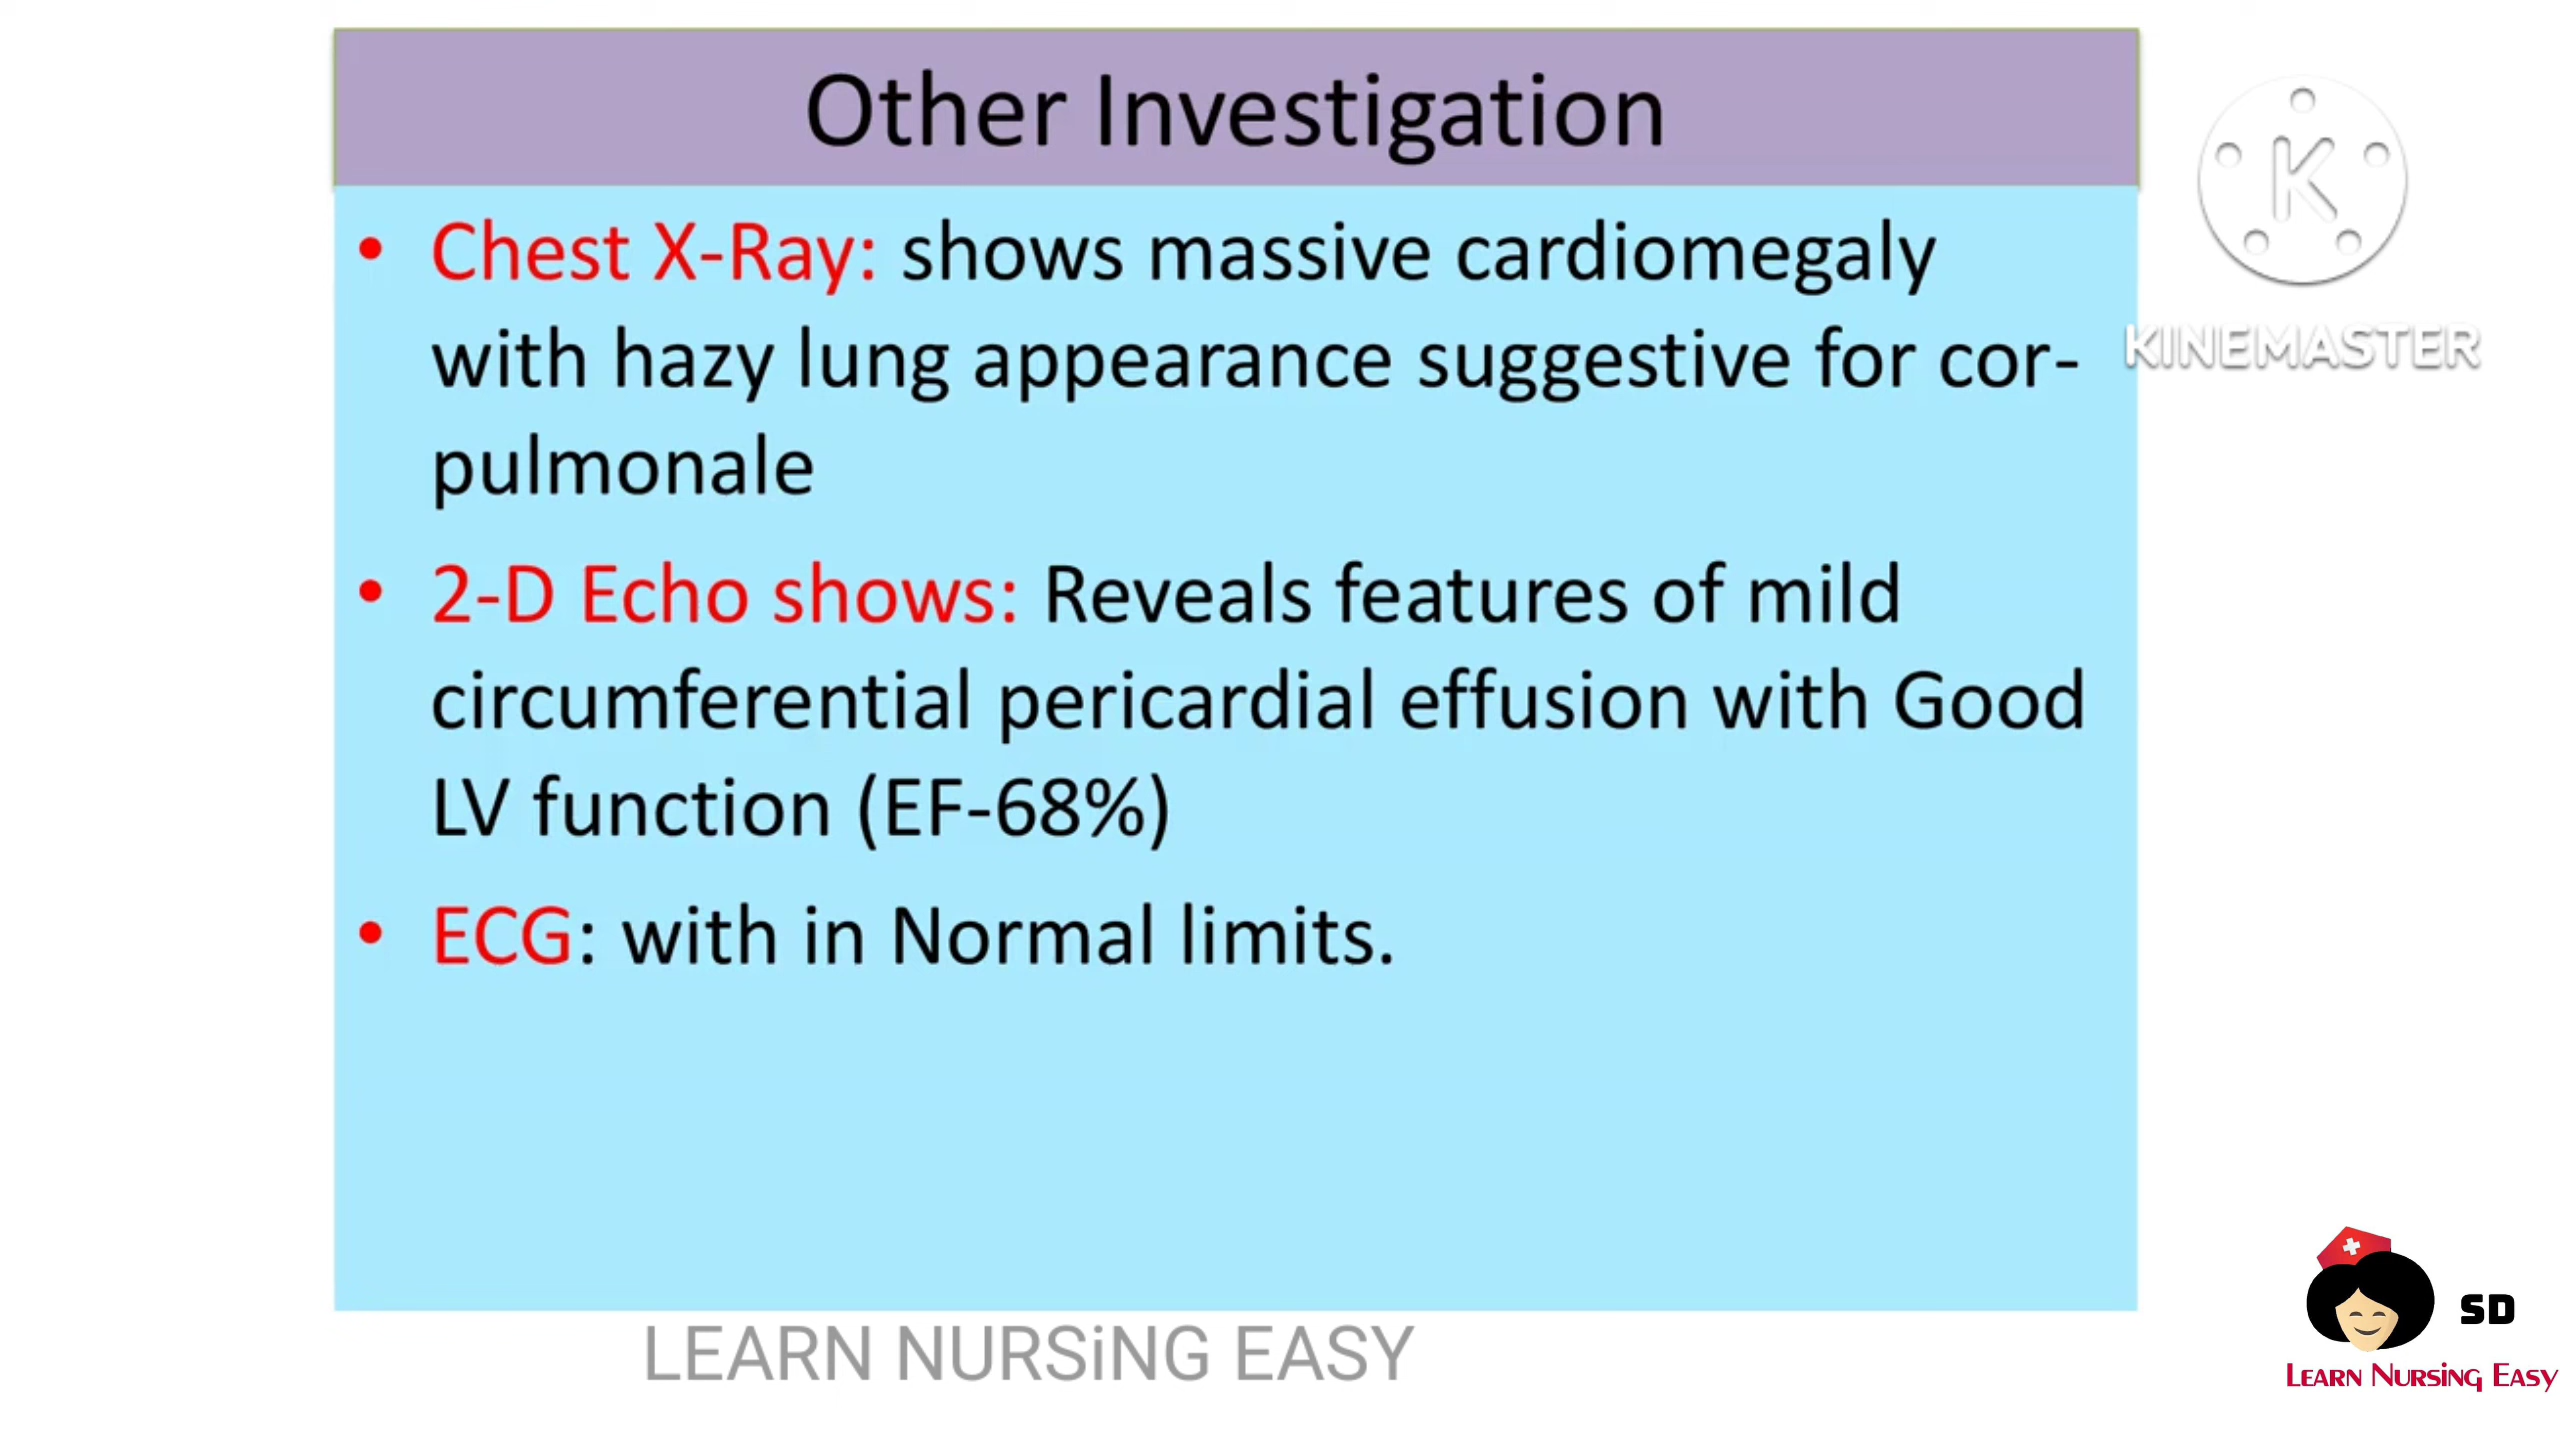 Other Investigation
• Chest X-Ray: shows massive cardiomegaly
with hazy lung appearance suggestive for cor-
pulmonale
• 2-D Echo shows: Reveals features of mild
circumferential pericardial effusion with Good
LV function (EF-68%)
• ECG: with in Normal limits.
K
KINEMASTER
LEARN NURSiNG EASY
SD
LEARN NURSiNG EASY